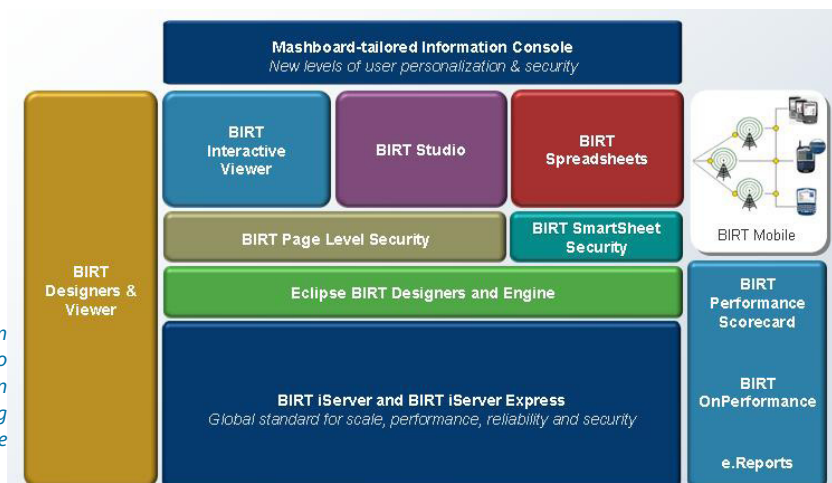 Mashboard-tailored Information Console
New levels of user personalization & security
BIRT
Interactive
Viewer
BIRT Studio
BIRT
Spreadsheets
BIRT Mobile
BIRT Page Level Security
BIRT SmartSheet
Security
BIRT
Designers &
Viewer
Eclipse BIRT Designers and Engine
BIRT
Performance
Scorecard
BIRT
OnPerformance
e.Reports
BIRT iServer and BIRT iServer Express
Global standard for scale, performance, reliability and security